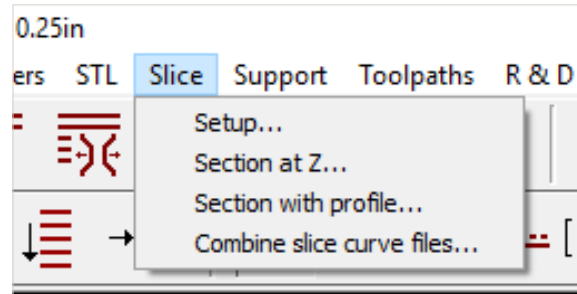 0.25in
ers STL Slice Support Toolpaths R & D
Setup...
Section at Z...
Section with profile...
Combine slice curve files...